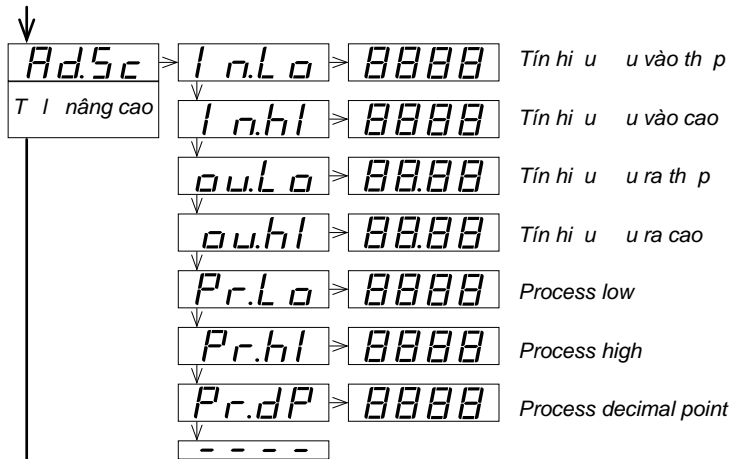 Ad.Sc In.Lo 8888 Tín hi u u vào th p
T l nâng cao In.hI 8888 Tín hi u u vào cao
ou.Lo 88.88 Tín hi u u ra th p
ou.hI 88.88 Tín hi u u ra cao
Pr.Lo 8888 Process low
Pr.hI 8888 Process high
Pr.dP 8888 Process decimal point
- - - -